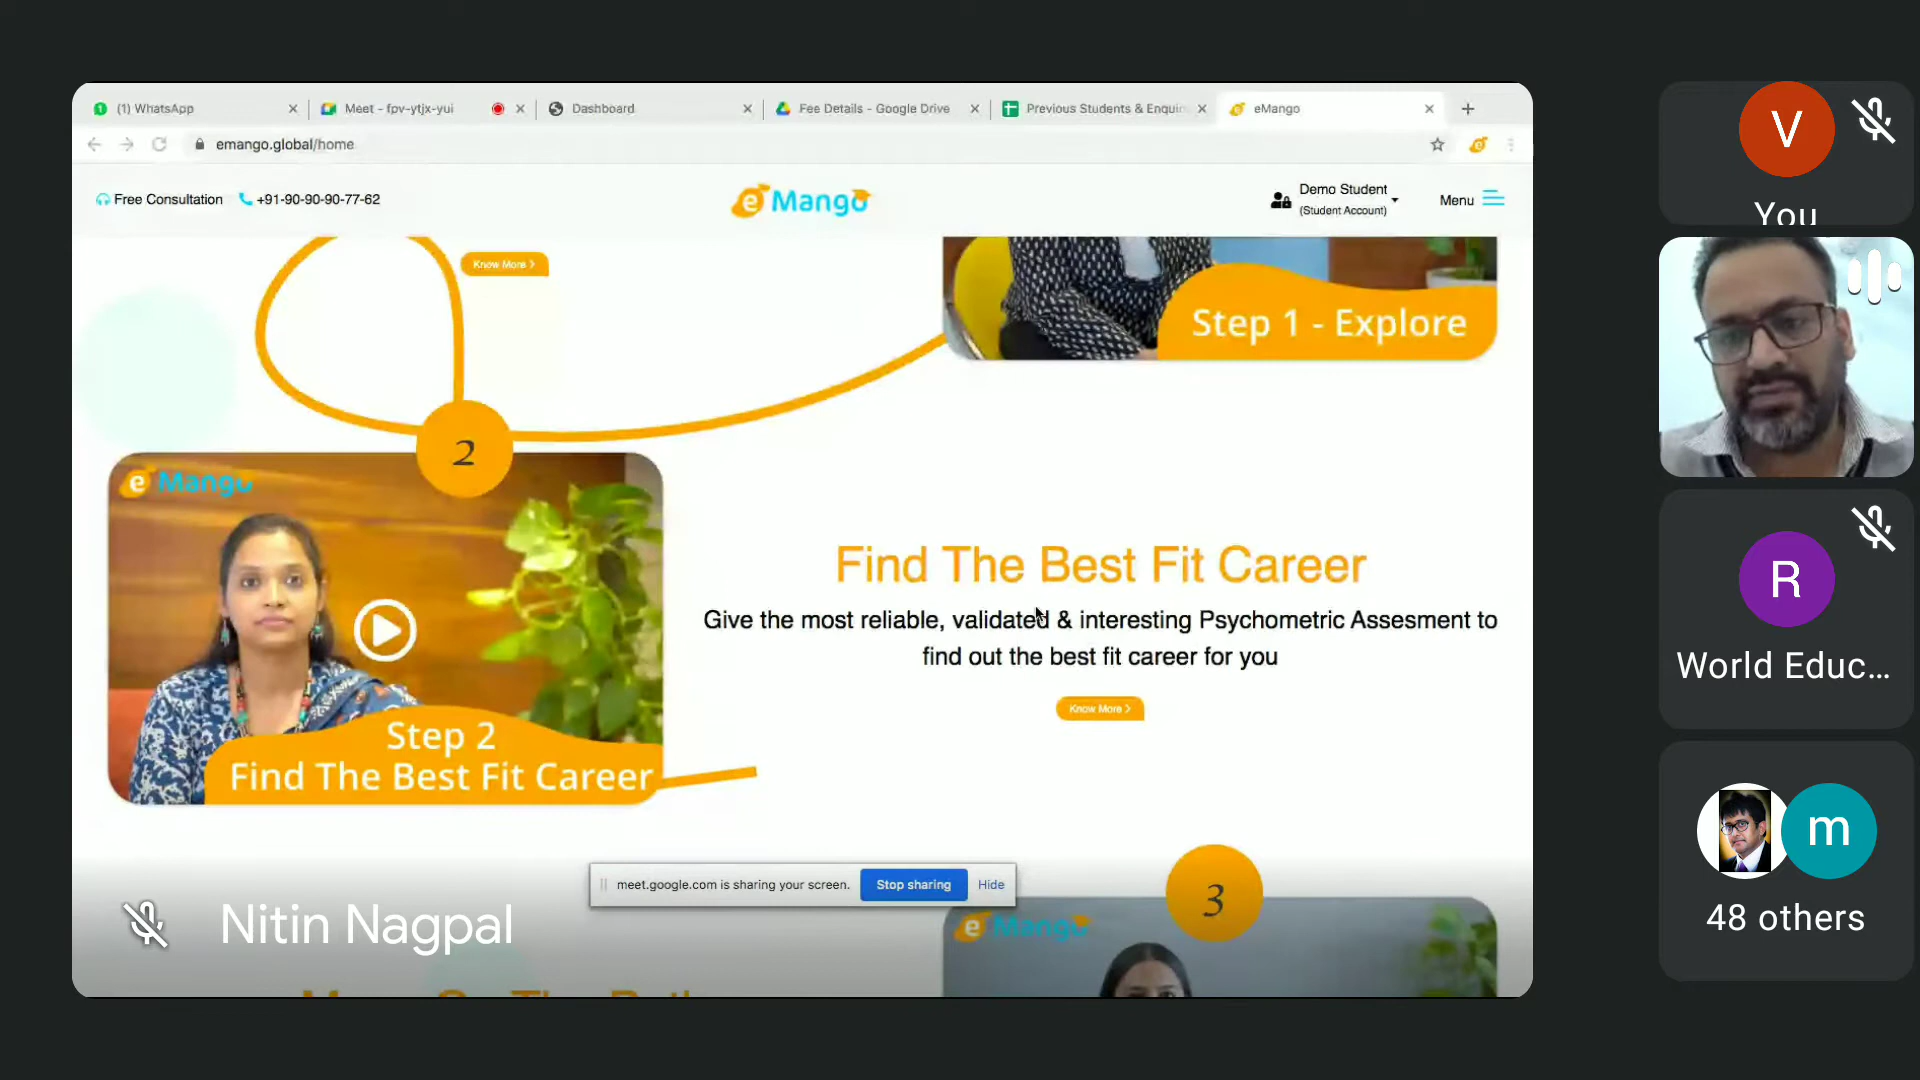 (1) WhatsApp
Meet - fpv-ytjx-yui
Dashboard
Fee Details - Google Drive
Previous Students & Enquir
eMango
emango.global/home
Free Consultation
+91-90-90-90-77-62
e Mango
Demo Student
(Student Account)
Menu
Know More >
Step 1 - Explore
2
e Mango
Step 2
Find The Best Fit Career
Find The Best Fit Career
Give the most reliable, validated & interesting Psychometric Assesment to
find out the best fit career for you
Know More >
3
e Mango
meet.google.com is sharing your screen.
Stop sharing
Hide
Nitin Nagpal
V
You
R
World Educ...
m
48 others